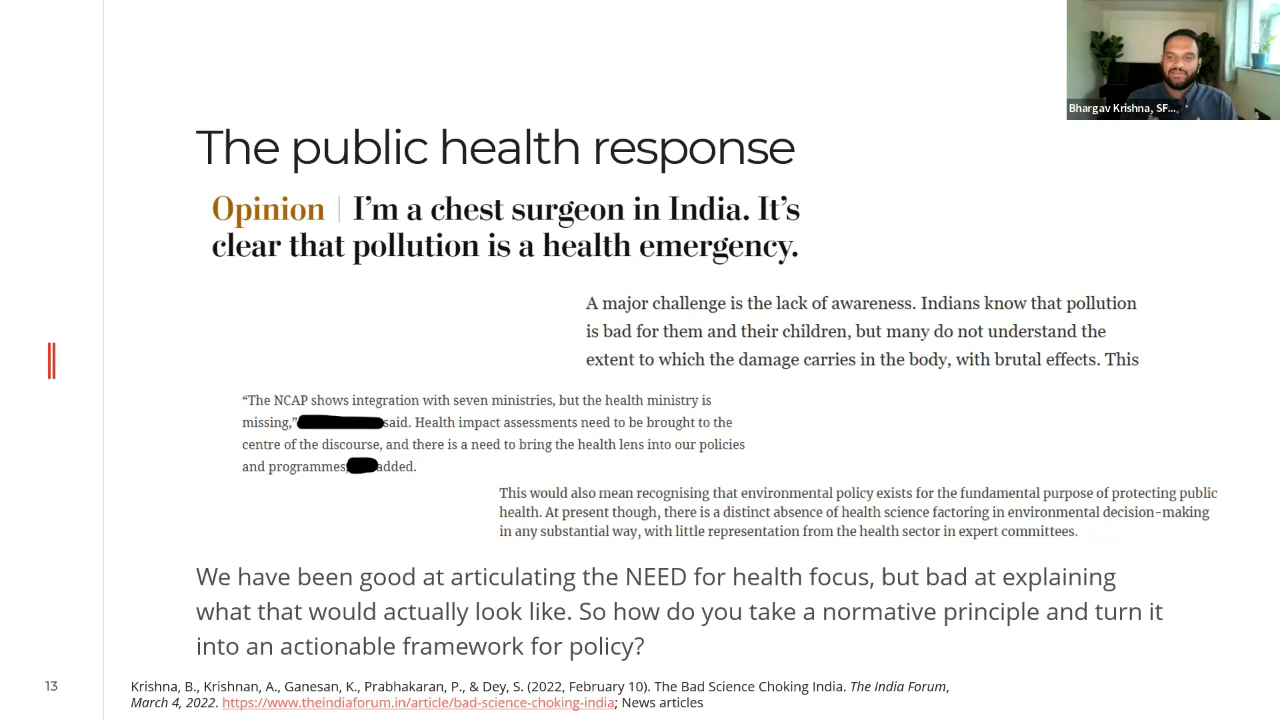 Bhargav Krishna, SF...
The public health response
Opinion | I'm a chest surgeon in India. It's
clear that pollution is a health emergency.
A major challenge is the lack of awareness. Indians know that pollution
is bad for them and their children, but many do not understand the
extent to which the damage carries in the body, with brutal effects. This
“The NCAP shows integration with seven ministries, but the health ministry is
missing,” said. Health impact assessments need to be brought to the
centre of the discourse, and there is a need to bring the health lens into our policies
and programmes, added.
This would also mean recognising that environmental policy exists for the fundamental purpose of protecting public
health. At present though, there is a distinct absence of health science factoring in environmental decision-making
in any substantial way, with little representation from the health sector in expert committees.
We have been good at articulating the NEED for health focus, but bad at explaining
what that would actually look like. So how do you take a normative principle and turn it
into an actionable framework for policy?
13
Krishna, B., Krishnan, A., Ganesan, K., Prabhakaran, P., & Dey, S. (2022, February 10). The Bad Science Choking India. The India Forum,
March 4, 2022. https://www.theindiaforum.in/article/bad-science-choking-india; News articles